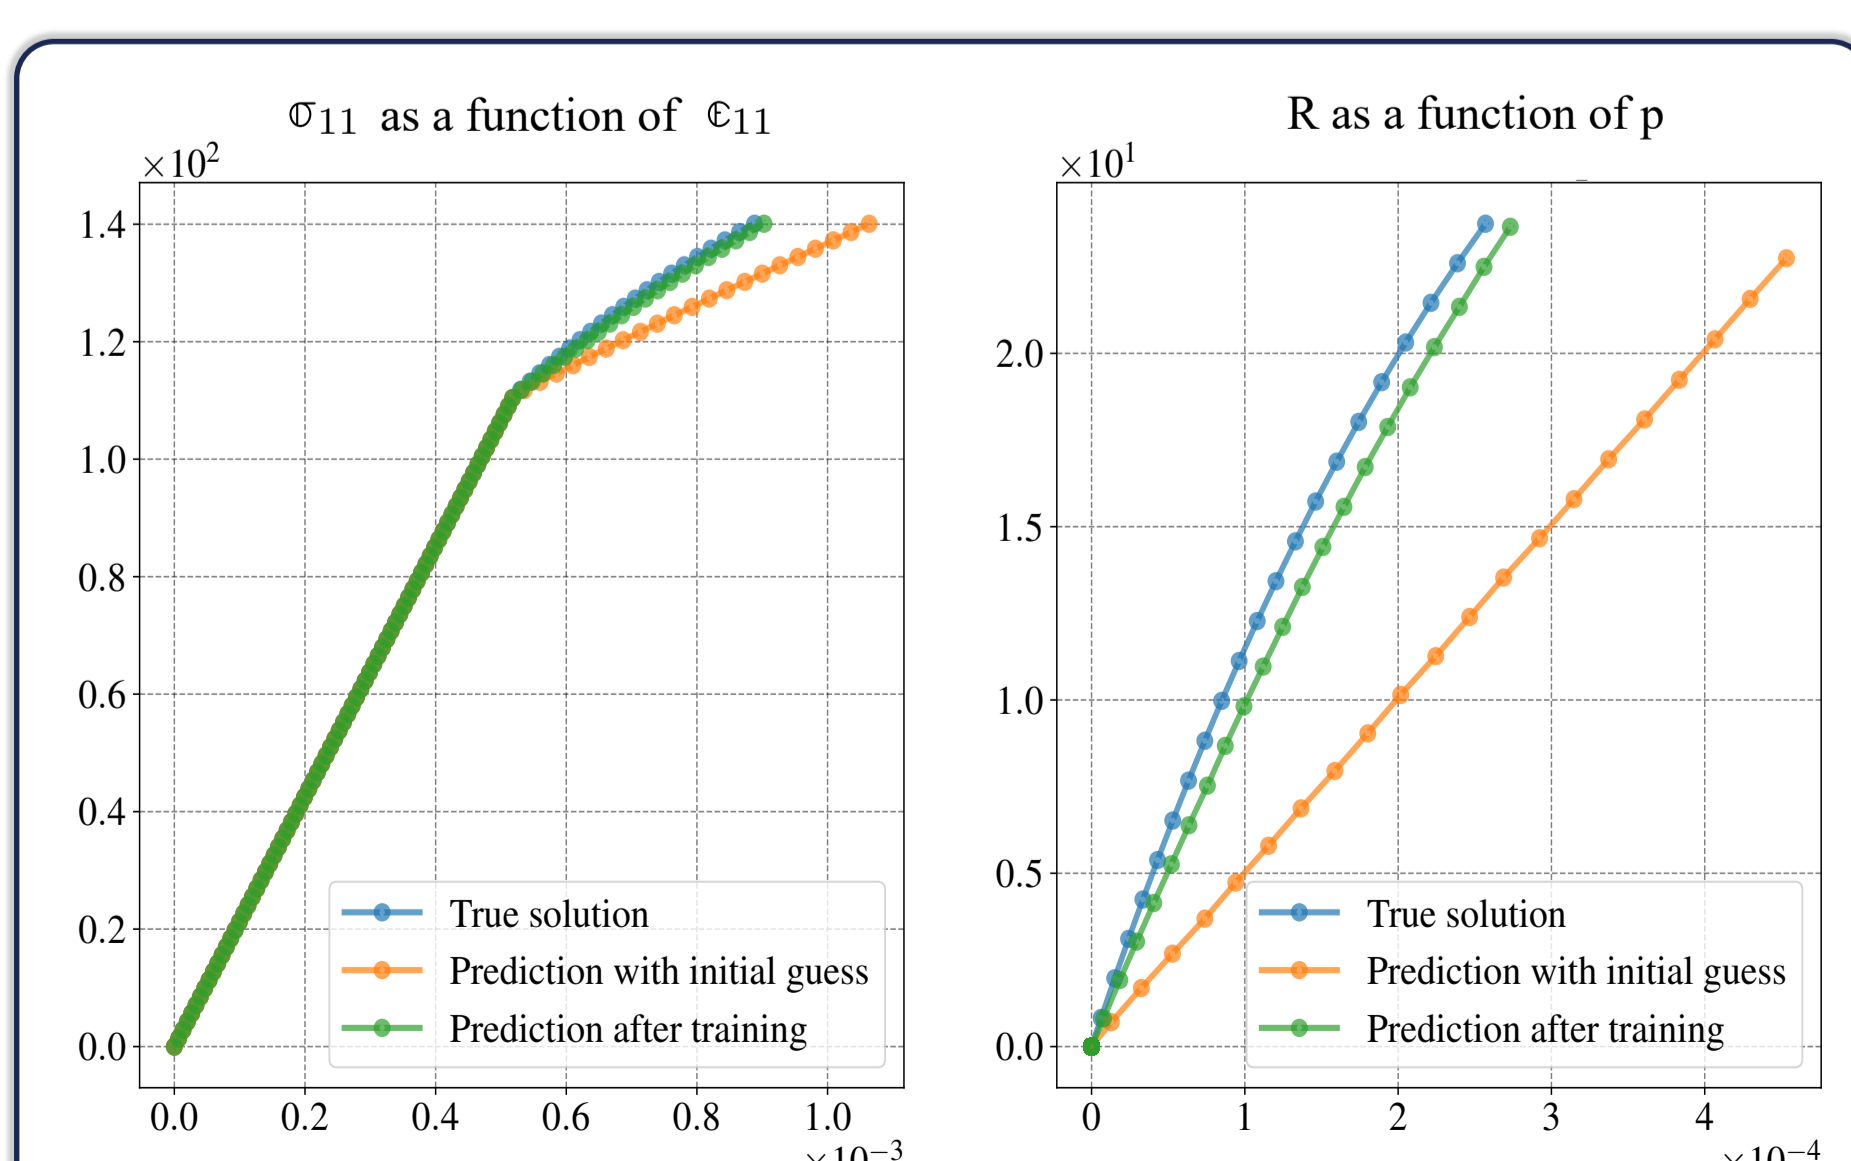 σ11 as a function of ϵ11
×10²
1.4
1.2
1.0
0.8
0.6
0.4
0.2
0.0
True solution
Prediction with initial guess
Prediction after training
0.0 0.2 0.4 0.6 0.8 1.0
×10⁻³
R as a function of p
×10¹
2.0
1.5
1.0
0.5
0.0
True solution
Prediction with initial guess
Prediction after training
0 1 2 3 4
×10⁻⁴